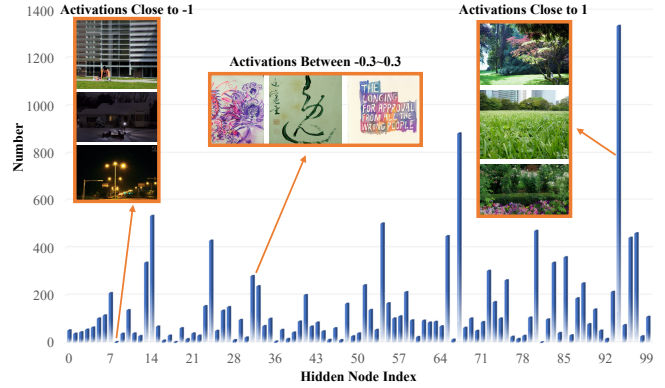 Activations Close to -1
Activations Close to 1
Activations Between -0.3~0.3
THE
LONGING
FOR APPROVAL
FROM ALL THE
WRONG PEOPLE
Number
1400
1200
1000
800
600
400
200
0
0 7 14 21 28 36 43 50 57 64 71 78 85 92 99
Hidden Node Index